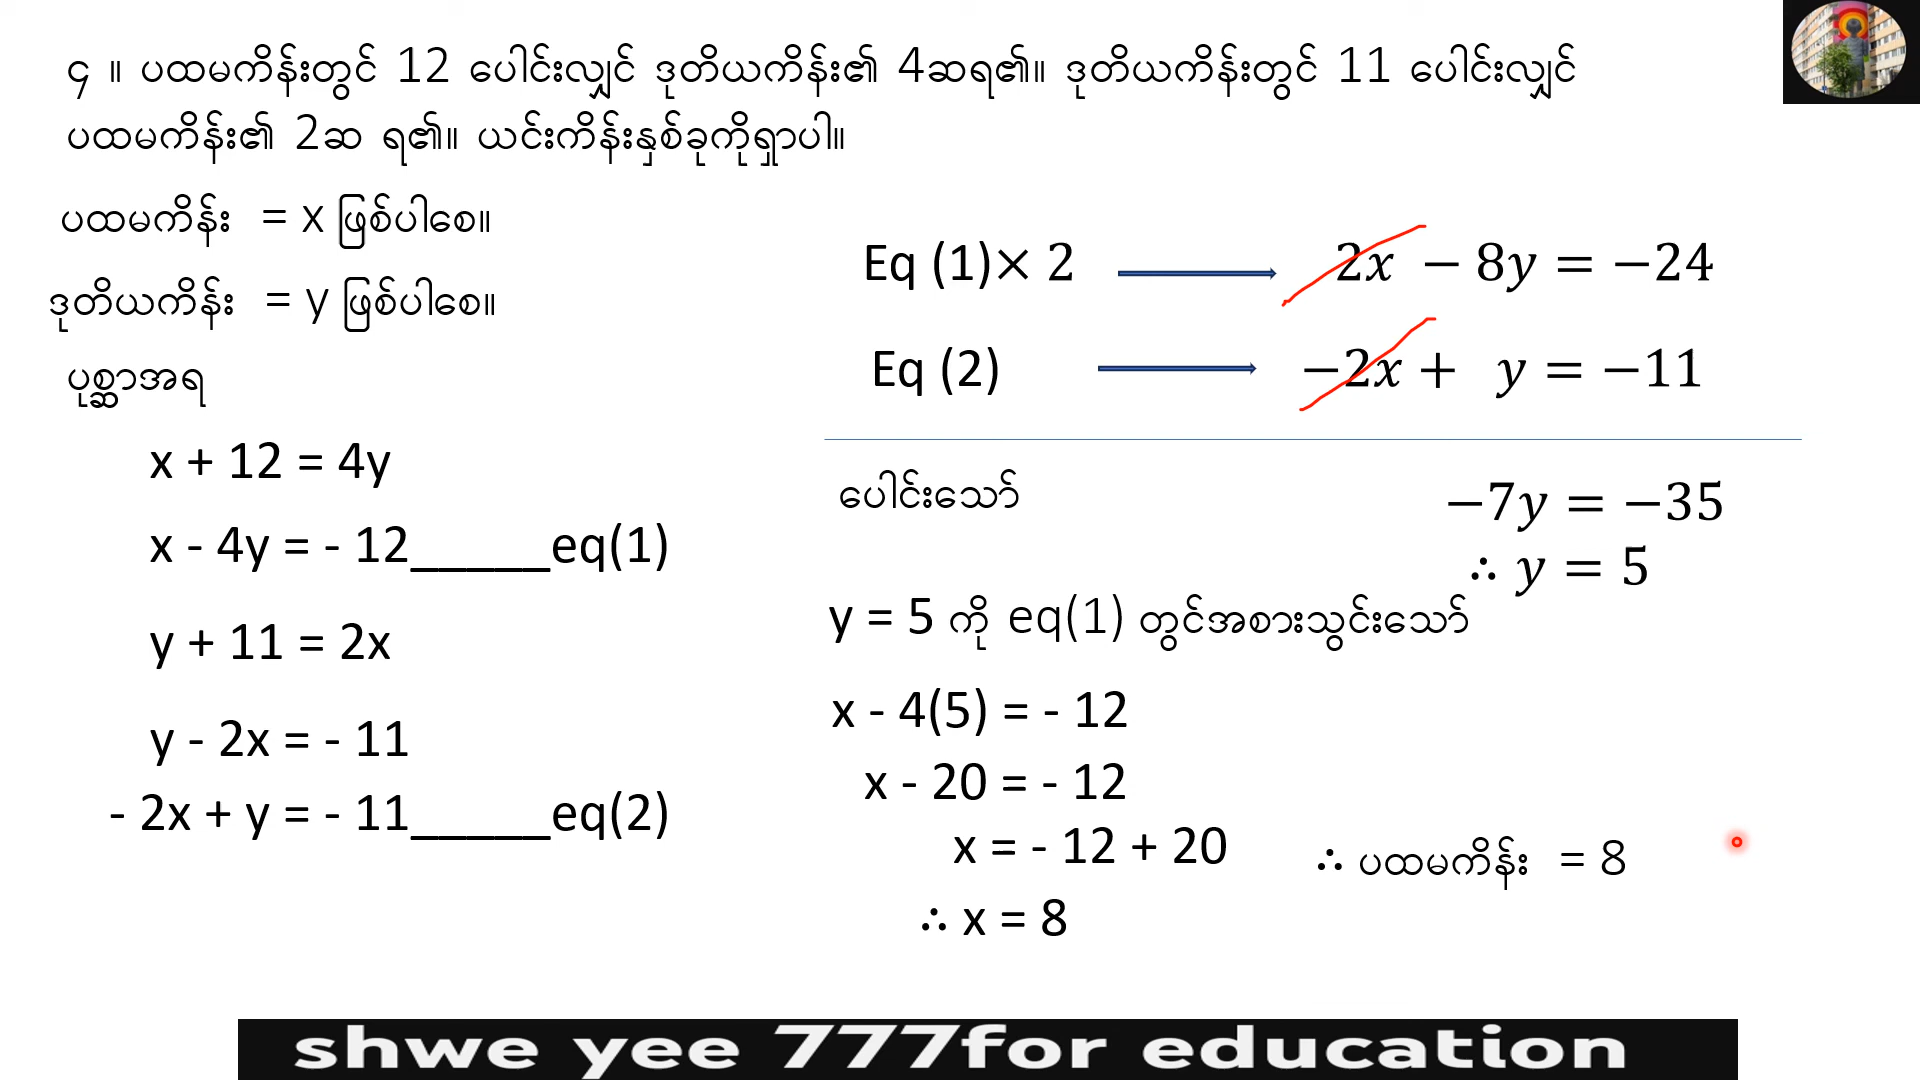 ၄ ။ ပထမကိန်းတွင် 12 ပေါင်းလျှင် ဒုတိယကိန်း၏ 4ဆရ၏။ ဒုတိယကိန်းတွင် 11 ပေါင်းလျှင်
ပထမကိန်း၏ 2ဆ ရ၏။ ယင်းကိန်းနှစ်ခုကိုရှာပါ။
ပထမကိန်း = x ဖြစ်ပါစေ။
ဒုတိယကိန်း = y ဖြစ်ပါစေ။
ပုစ္ဆာအရ
x + 12 = 4y
x - 4y = - 12_____eq(1)
y + 11 = 2x
y - 2x = - 11
- 2x + y = - 11_____eq(2)
Eq (1)× 2 2x − 8y = −24
Eq (2) −2x + y = −11
ပေါင်းသော် −7y = −35
∴ y = 5
y = 5 ကို eq(1) တွင်အစားသွင်းသော်
x - 4(5) = - 12
x - 20 = - 12
x = - 12 + 20
∴ x = 8
∴ ပထမကိန်း = 8
shwe yee 777for education